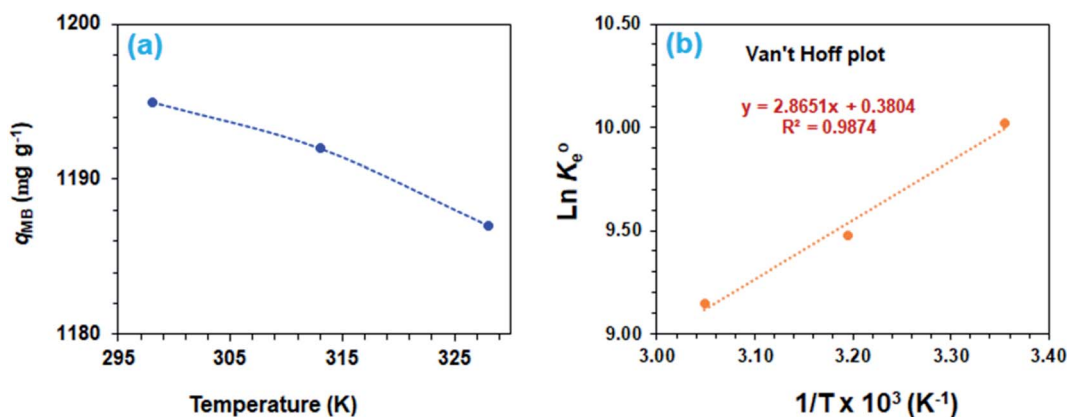 (a)
1200
1190
1180
q_MB (mg g⁻¹)
295
305
315
325
Temperature (K)
(b)
Van't Hoff plot
y = 2.8651x + 0.3804
R² = 0.9874
10.50
10.00
9.50
9.00
Ln Kₑ°
3.00
3.10
3.20
3.30
3.40
1/T x 10³ (K⁻¹)